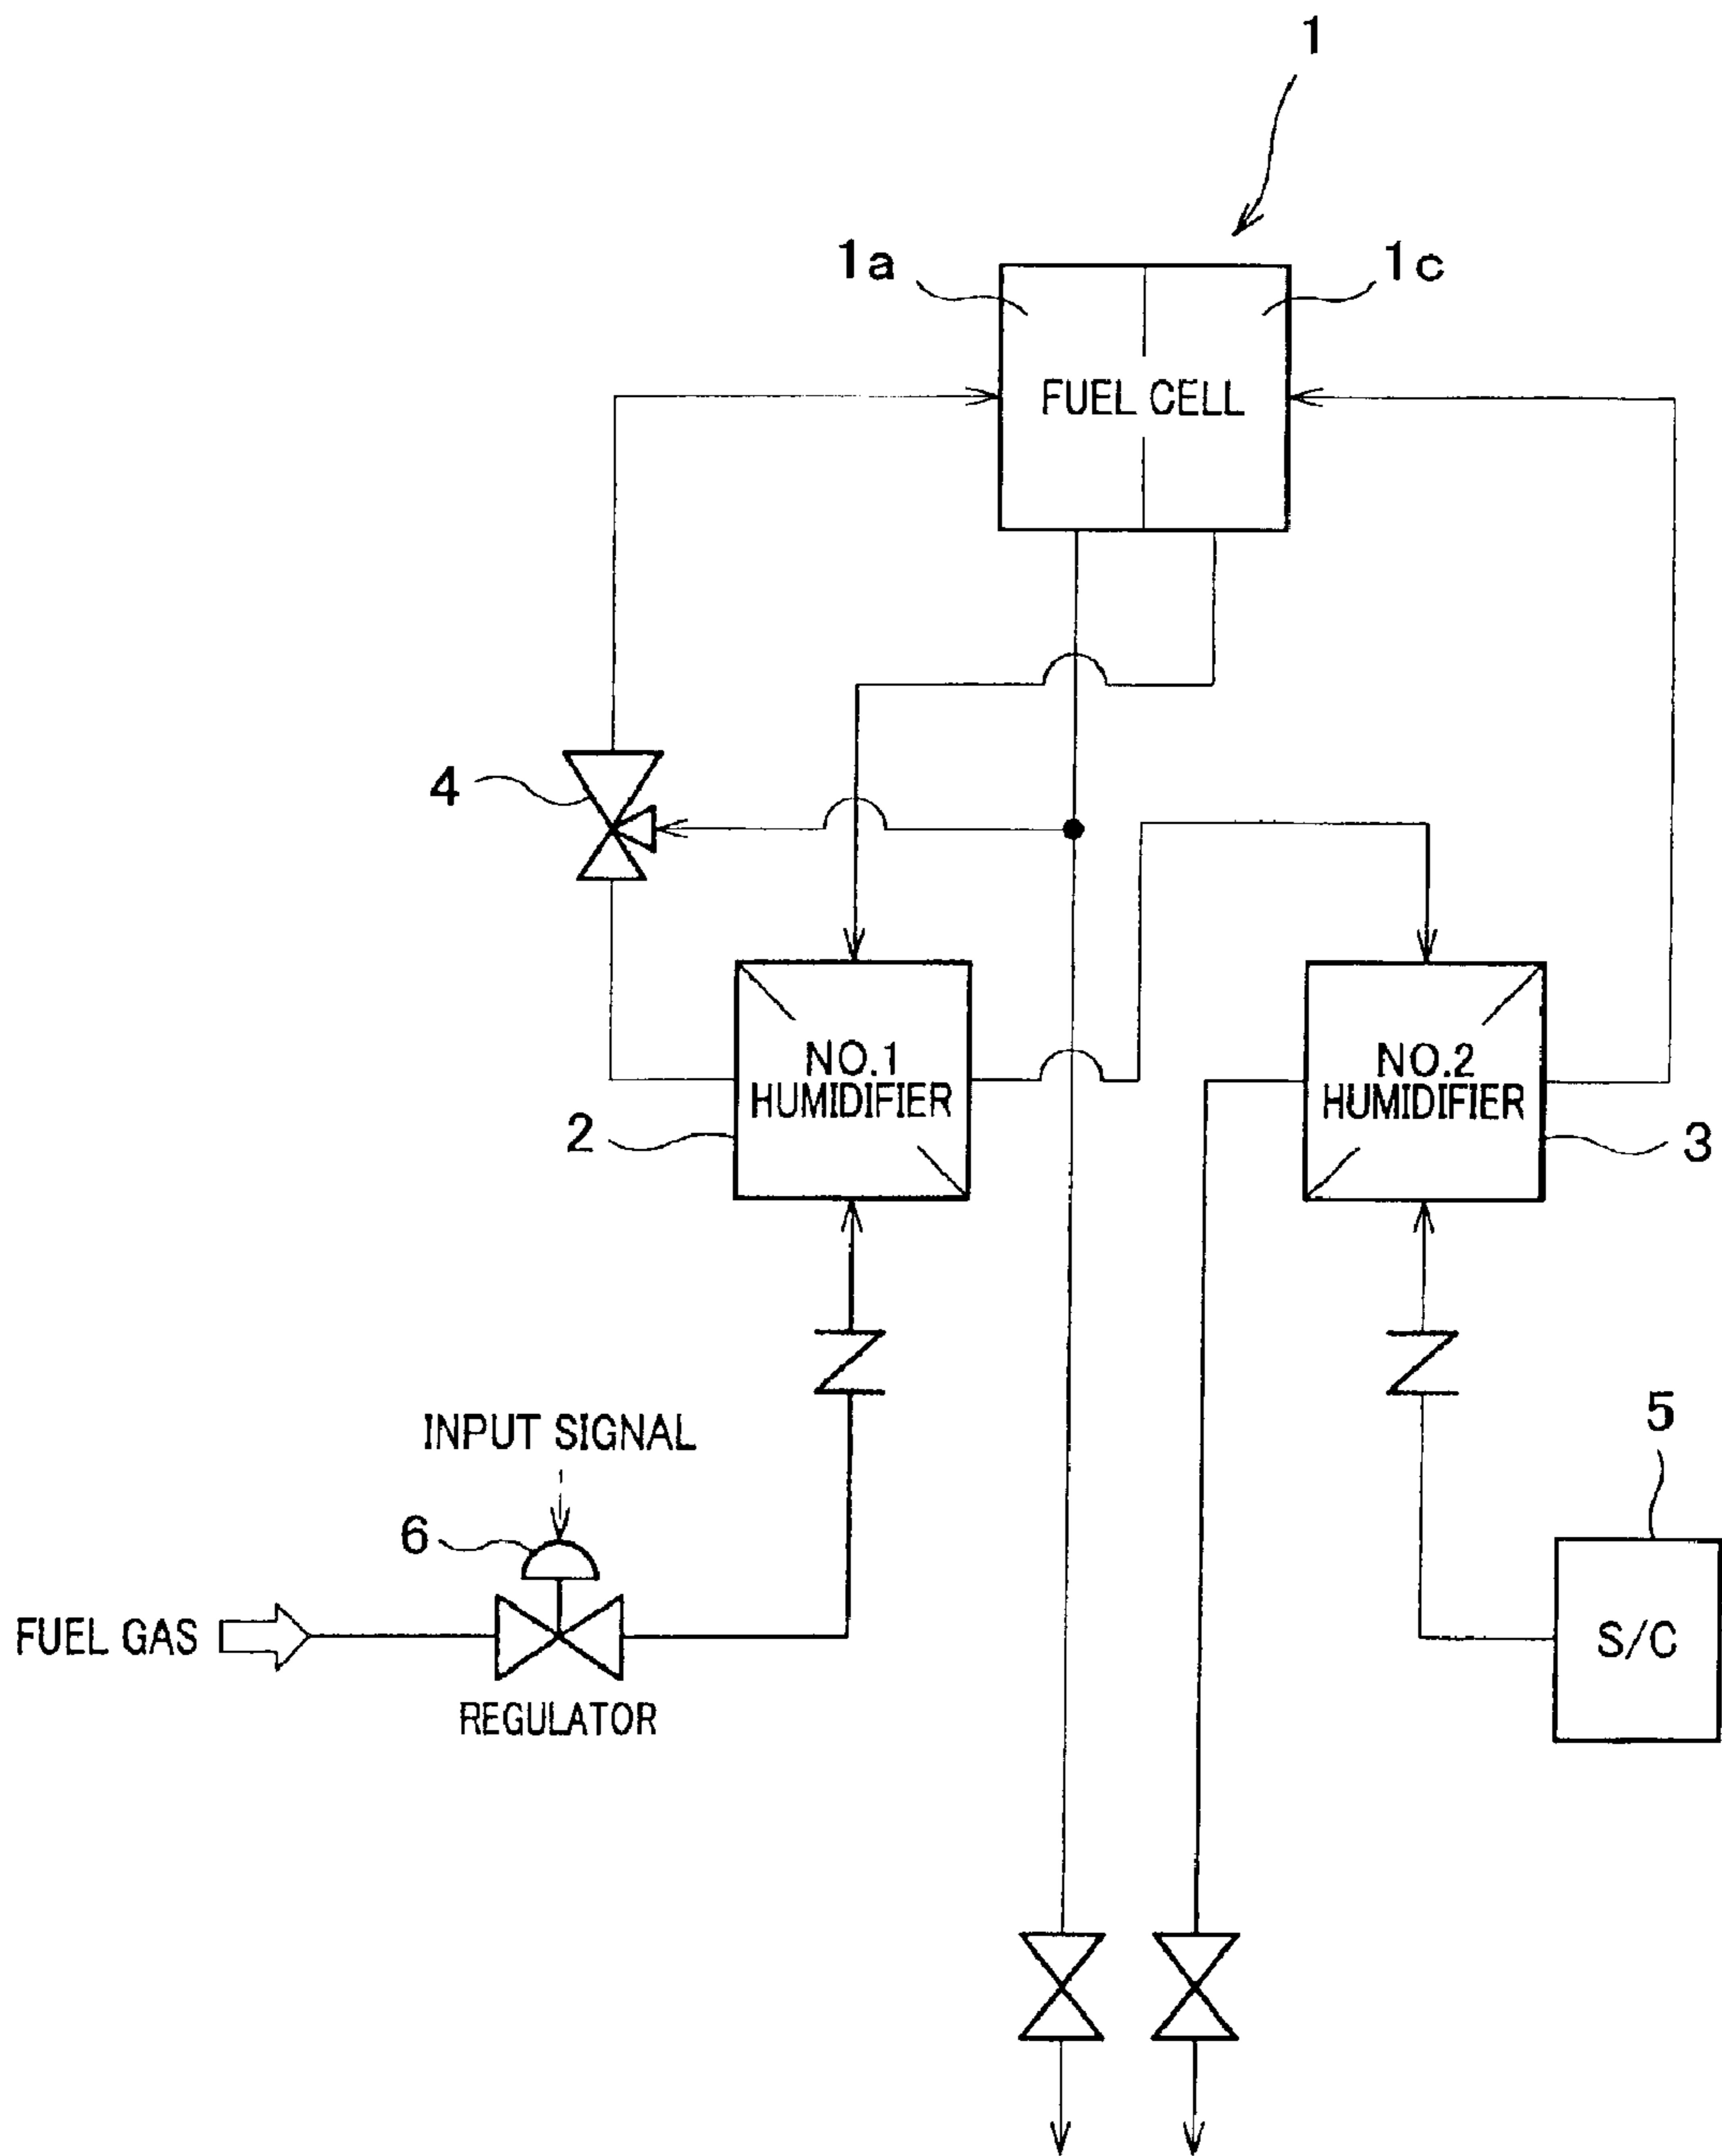 1
1a
1c
FUEL CELL
4
NO.1
HUMIDIFIER
NO.2
HUMIDIFIER
2
3
INPUT SIGNAL
5
6
FUEL GAS
S/C
REGULATOR